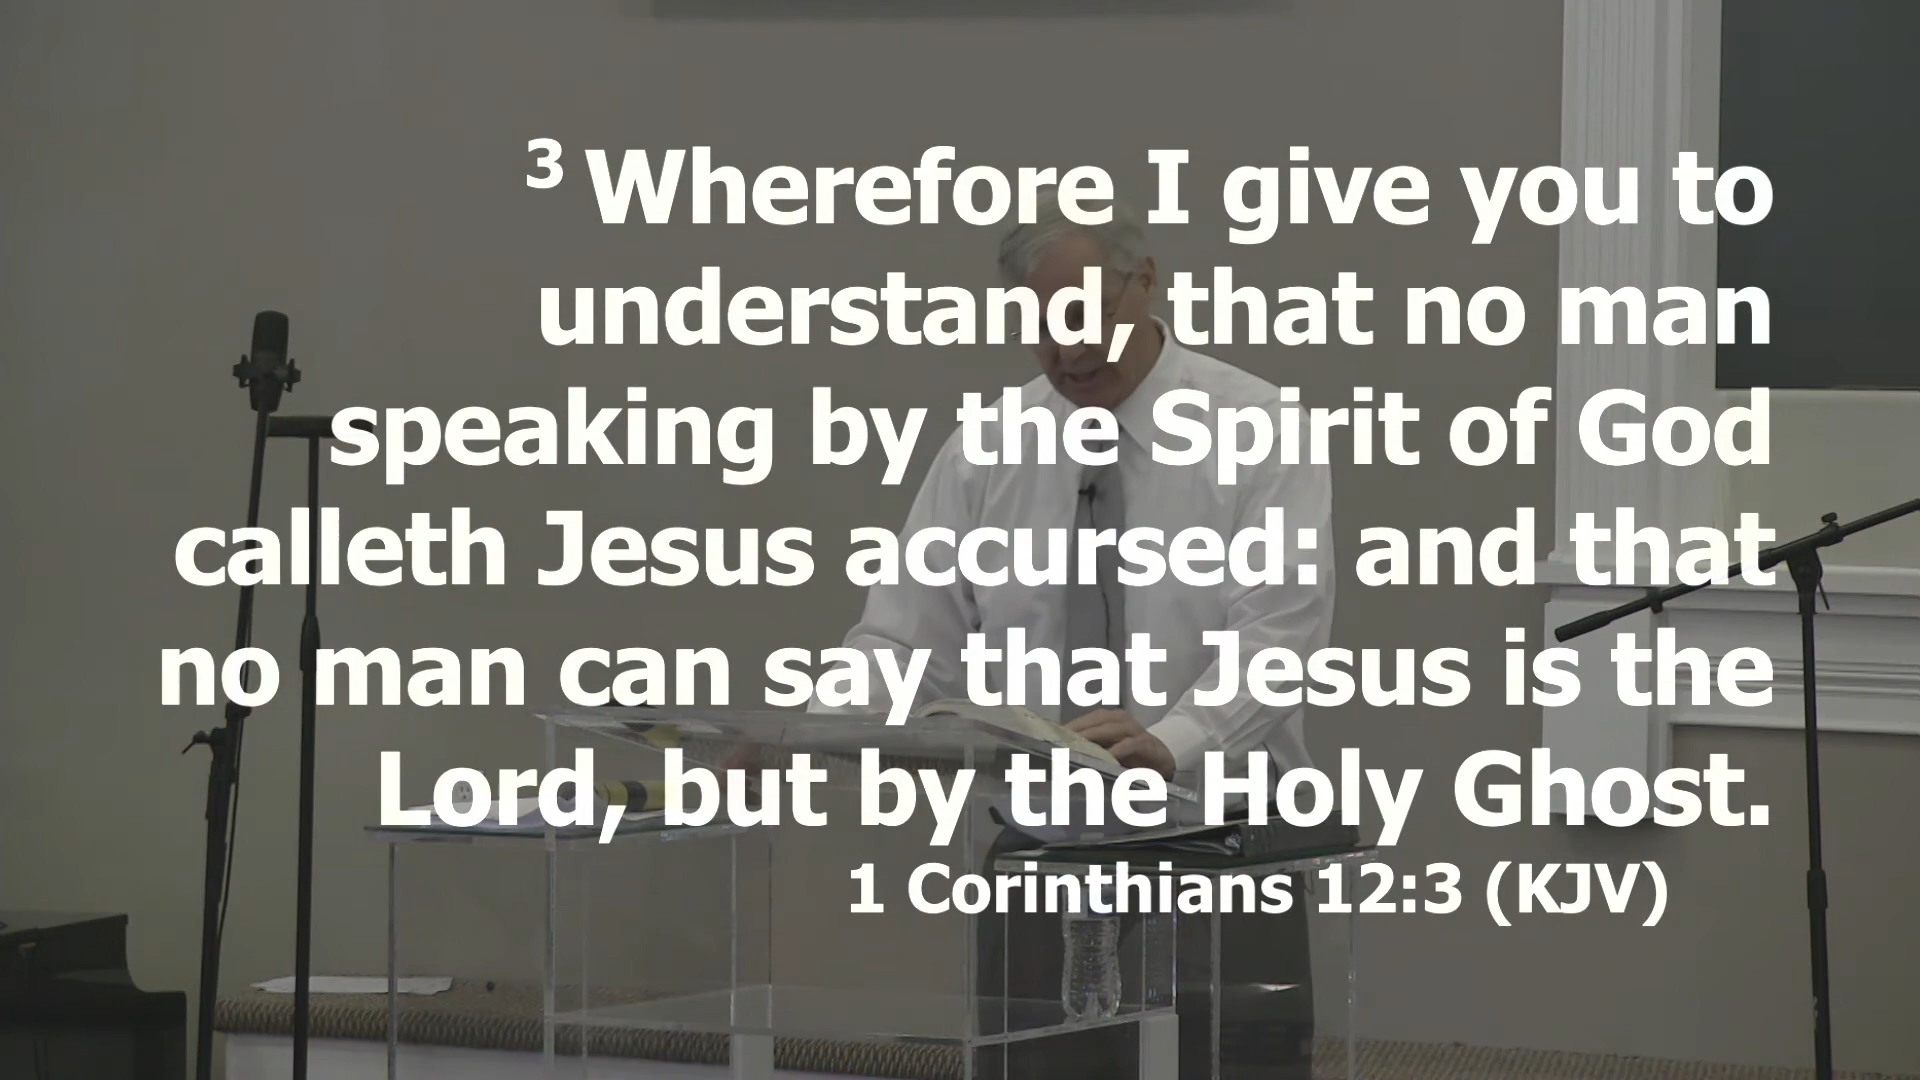 3 Wherefore I give you to
understand, that no man
speaking by the Spirit of God
calleth Jesus accursed: and that
no man can say that Jesus is the
Lord, but by the Holy Ghost.
1 Corinthians 12:3 (KJV)